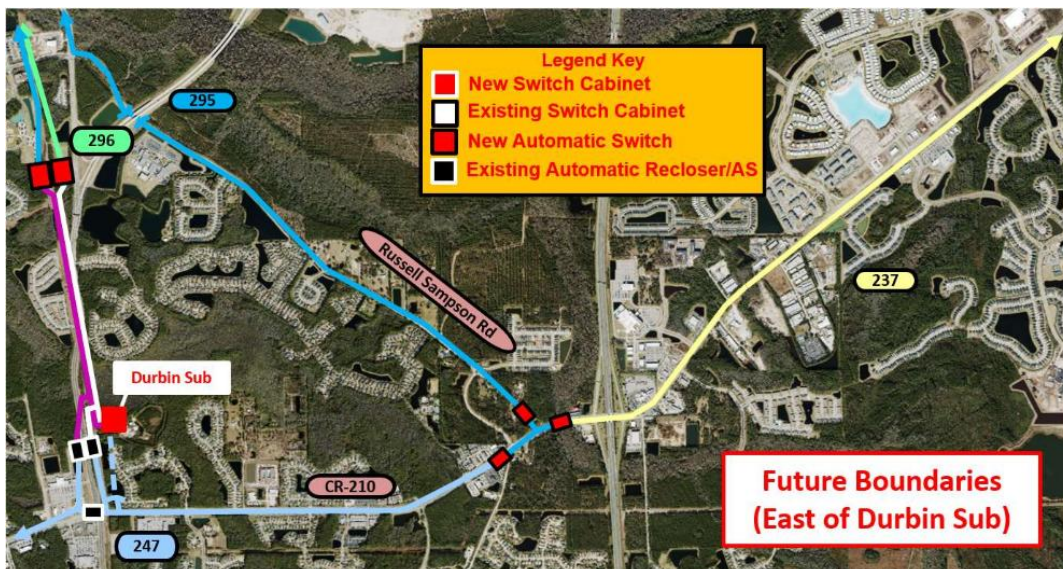 Legend Key
New Switch Cabinet
Existing Switch Cabinet
New Automatic Switch
Existing Automatic Recloser/AS
295
296
Russell Sampson Rd
237
Durbin Sub
CR-210
247
Future Boundaries
(East of Durbin Sub)